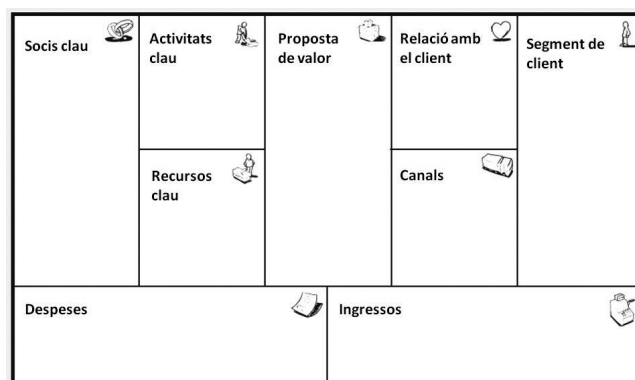 Socis clau
Activitats
clau
Proposta
de valor
Relació amb
el client
Segment de
client
Recursos
clau
Canals
Despeses
Ingressos